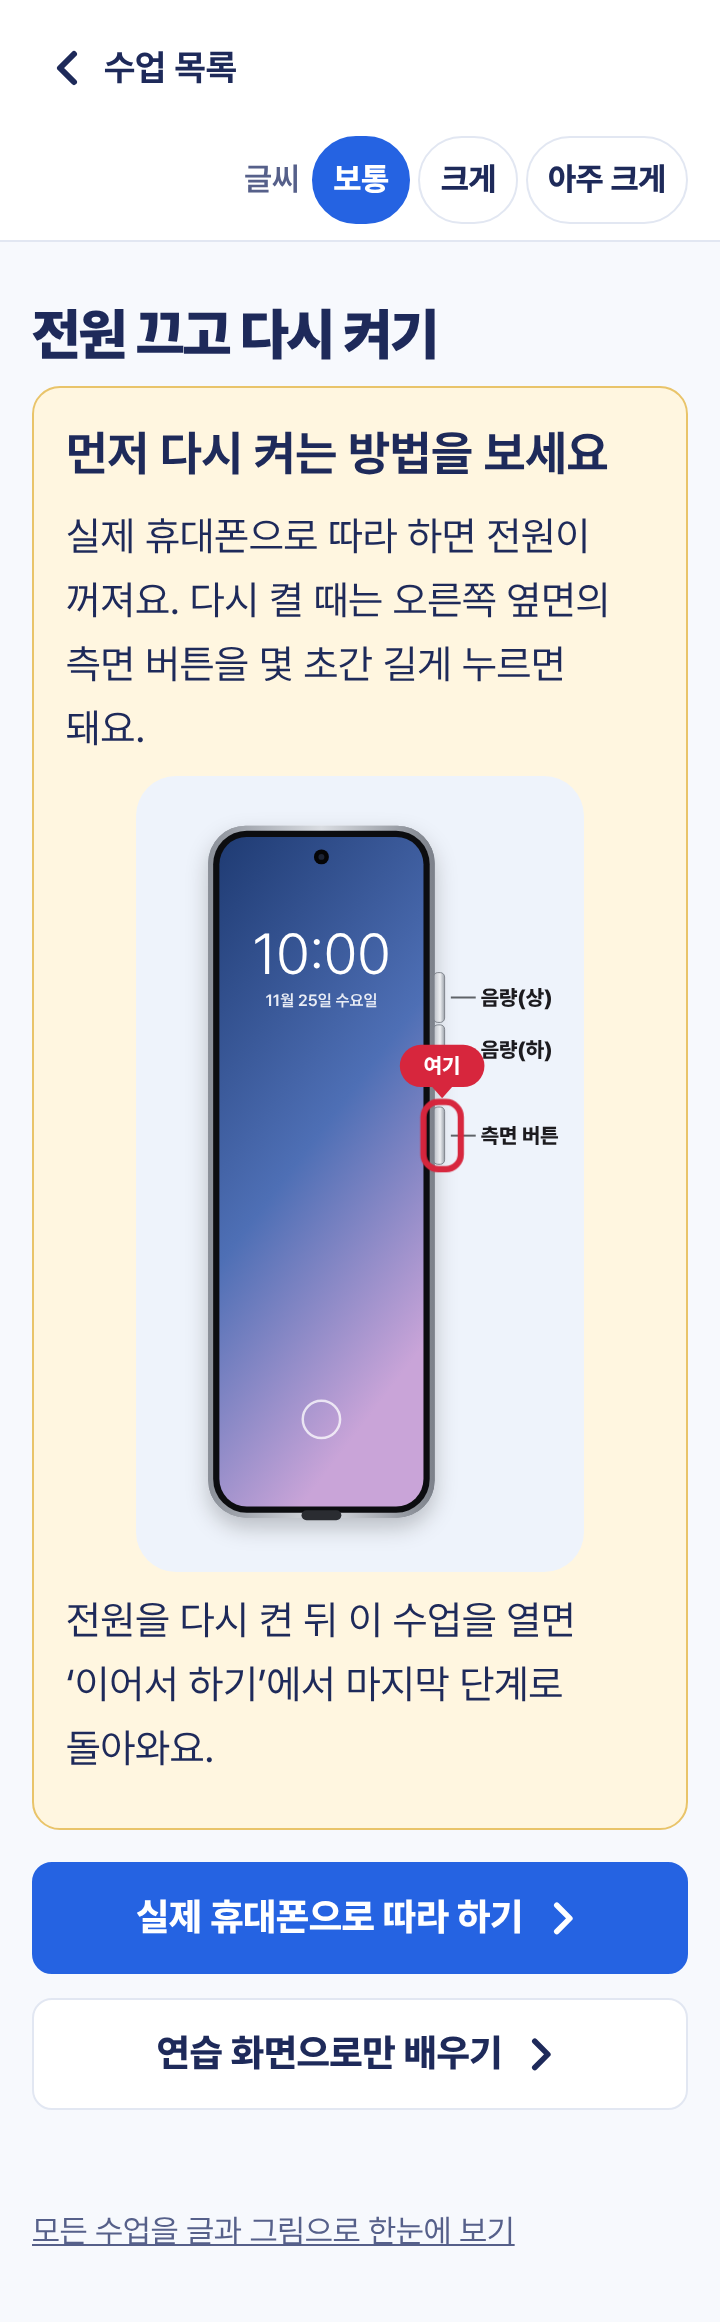 수업 목록
글씨 보통 크게 아주 크게
전원 끄고 다시 켜기
먼저 다시 켜는 방법을 보세요
실제 휴대폰으로 따라 하면 전원이
꺼져요. 다시 켤 때는 오른쪽 옆면의
측면 버튼을 몇 초간 길게 누르면
돼요.
10:00
11월 25일 수요일
음량(상)
음량(하)
여기
측면 버튼
전원을 다시 켠 뒤 이 수업을 열면
‘이어서 하기’에서 마지막 단계로
돌아와요.
실제 휴대폰으로 따라 하기
연습 화면으로만 배우기
모든 수업을 글과 그림으로 한눈에 보기